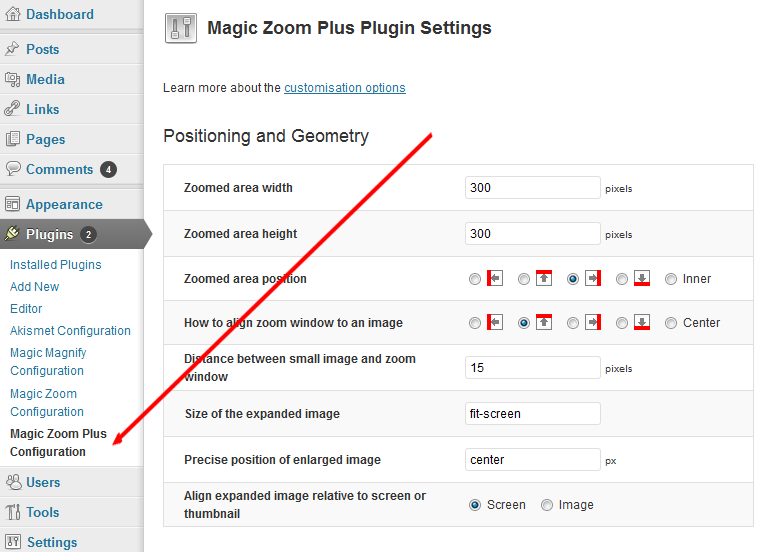 Dashboard
Posts
Media
Links
Pages
Comments 4
Appearance
Plugins 2
Installed Plugins
Add New
Editor
Akismet Configuration
Magic Magnify
Configuration
Magic Zoom
Configuration
Magic Zoom Plus
Configuration
Users
Tools
Settings
Magic Zoom Plus Plugin Settings
Learn more about the customisation options
Positioning and Geometry
Zoomed area width 300 pixels
Zoomed area height 300 pixels
Zoomed area position Inner
How to align zoom window to an image Center
Distance between small image and zoom
window 15 pixels
Size of the expanded image fit-screen
Precise position of enlarged image center px
Align expanded image relative to screen or
thumbnail Screen Image